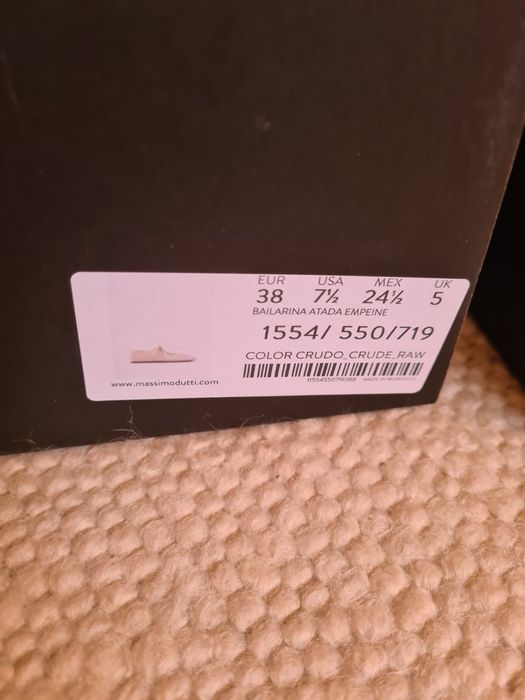 EUR USA MEX UK
38 7½ 24½ 5
BAILARINA ATADA EMPEINE
1554/ 550/719
COLOR CRUDO_CRUDE_RAW
www.massimodutti.com
11554550719388 MADE IN MOROCCO